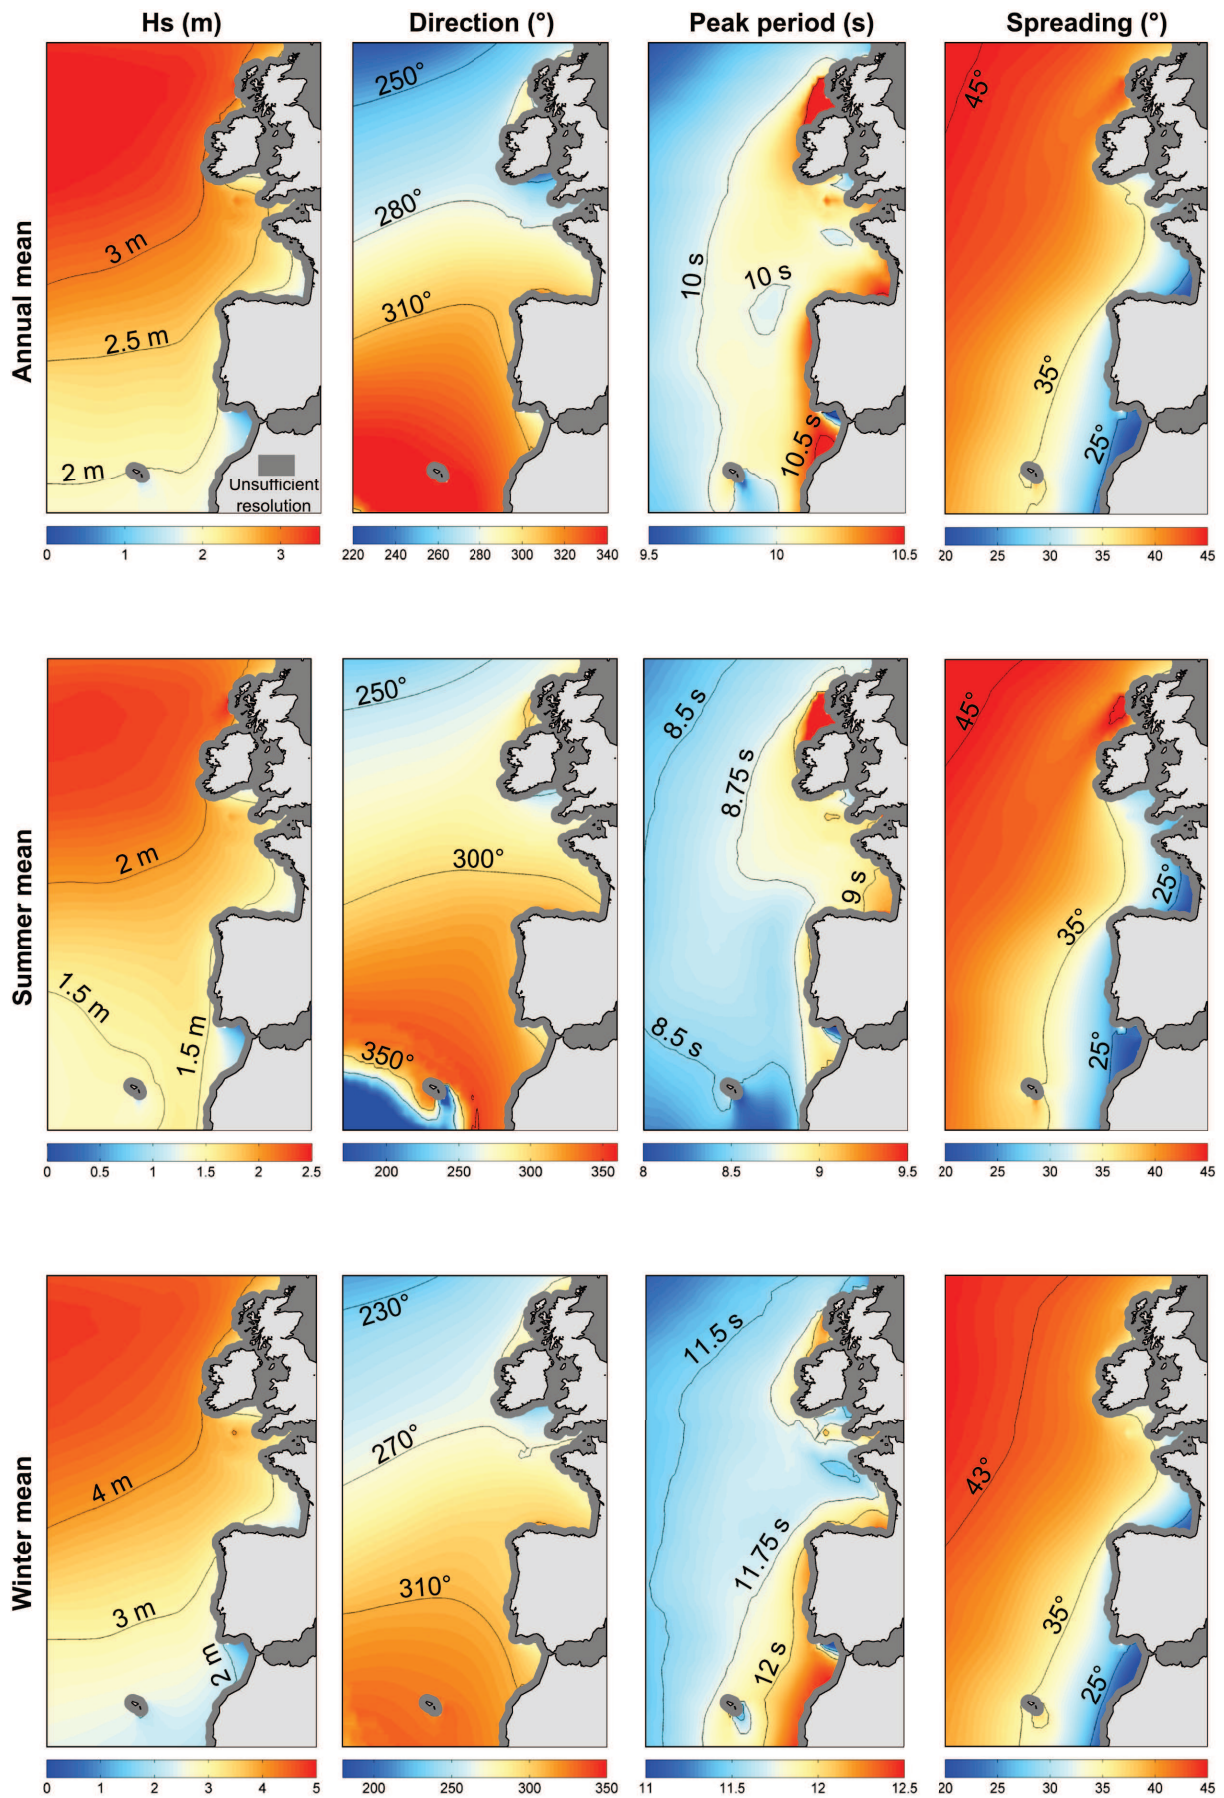 Hs (m) Direction (°) Peak period (s) Spreading (°)
Annual mean
3 m
2.5 m
2 m
Unsufficient
resolution
0 1 2 3
250°
280°
310°
220 240 260 280 300 320 340
10 s
10 s
10.5 s
9.5 10 10.5
45°
35°
25°
20 25 30 35 40 45
Summer mean
2 m
1.5 m
1.5 m
0 0.5 1 1.5 2 2.5
250°
300°
350°
200 250 300 350
8.5 s
8.75 s
9 s
8.5 s
8 8.5 9 9.5
45°
25°
35°
25°
20 25 30 35 40 45
Winter mean
4 m
3 m
2 m
0 1 2 3 4 5
230°
270°
310°
200 250 300 350
11.5 s
11.75 s
12 s
11 11.5 12 12.5
43°
35°
25°
20 25 30 35 40 45